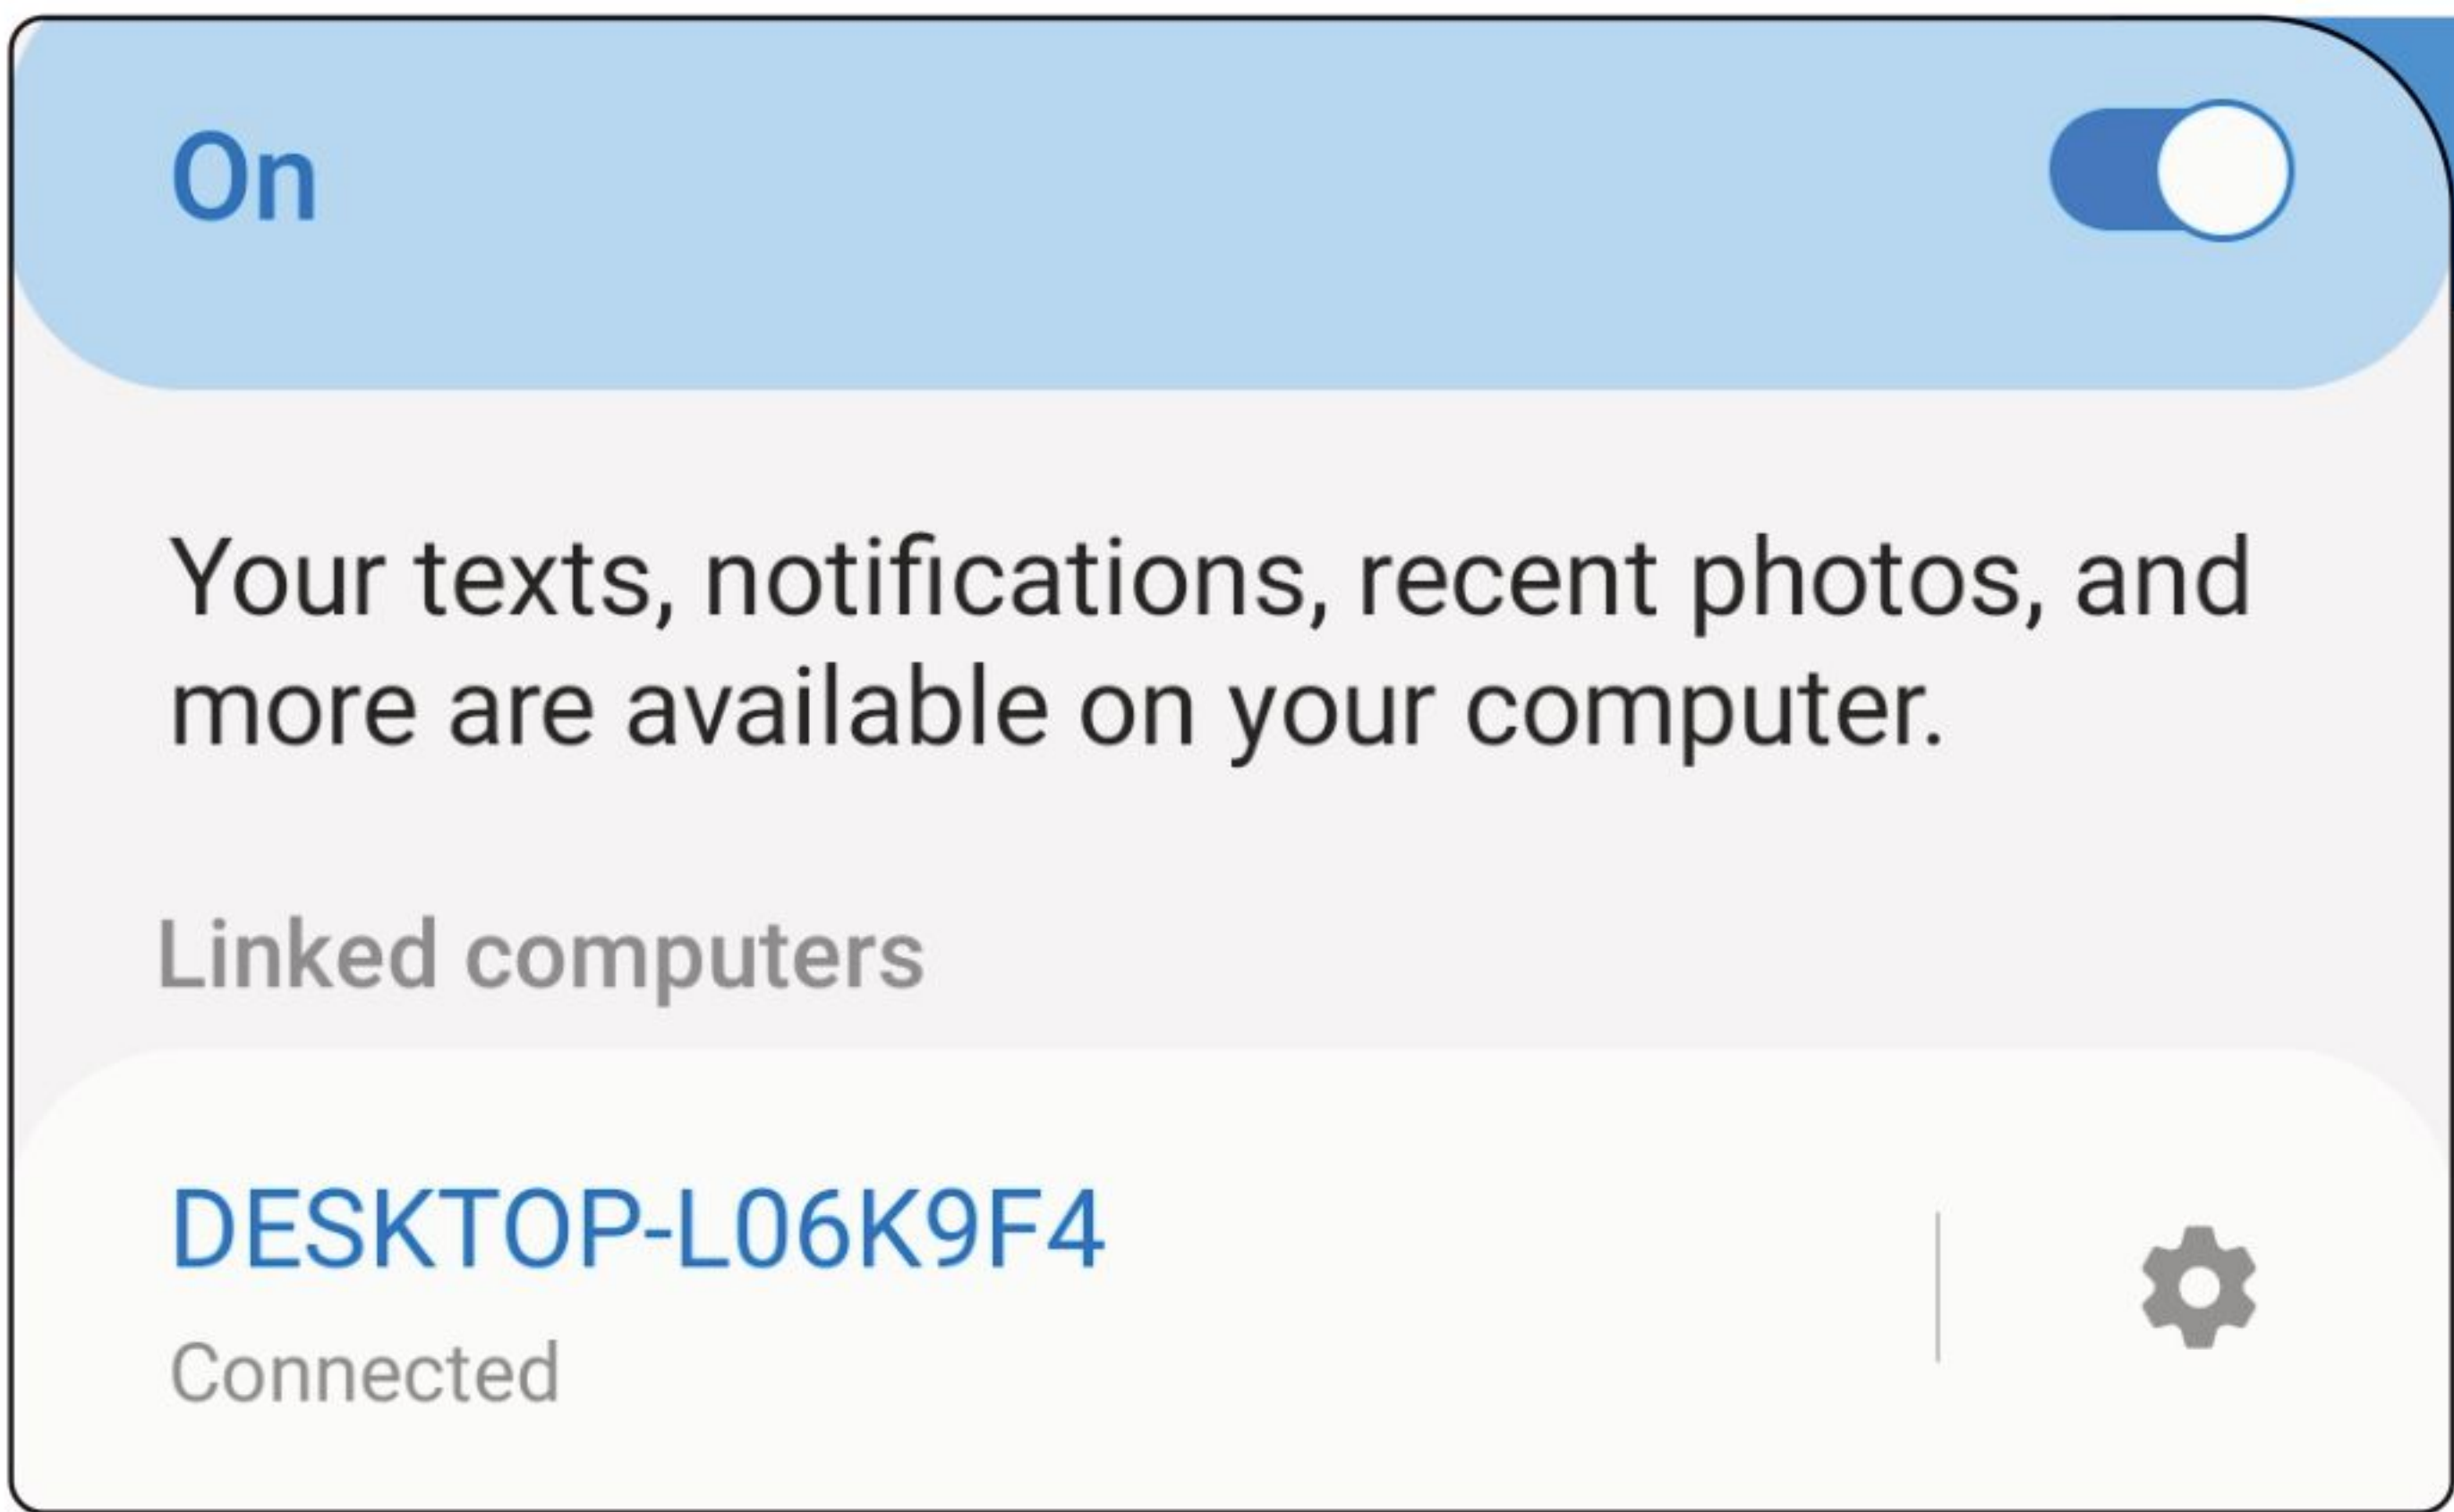 On
Your texts, notifications, recent photos, and
more are available on your computer.
Linked computers
DESKTOP-L06K9F4
Connected